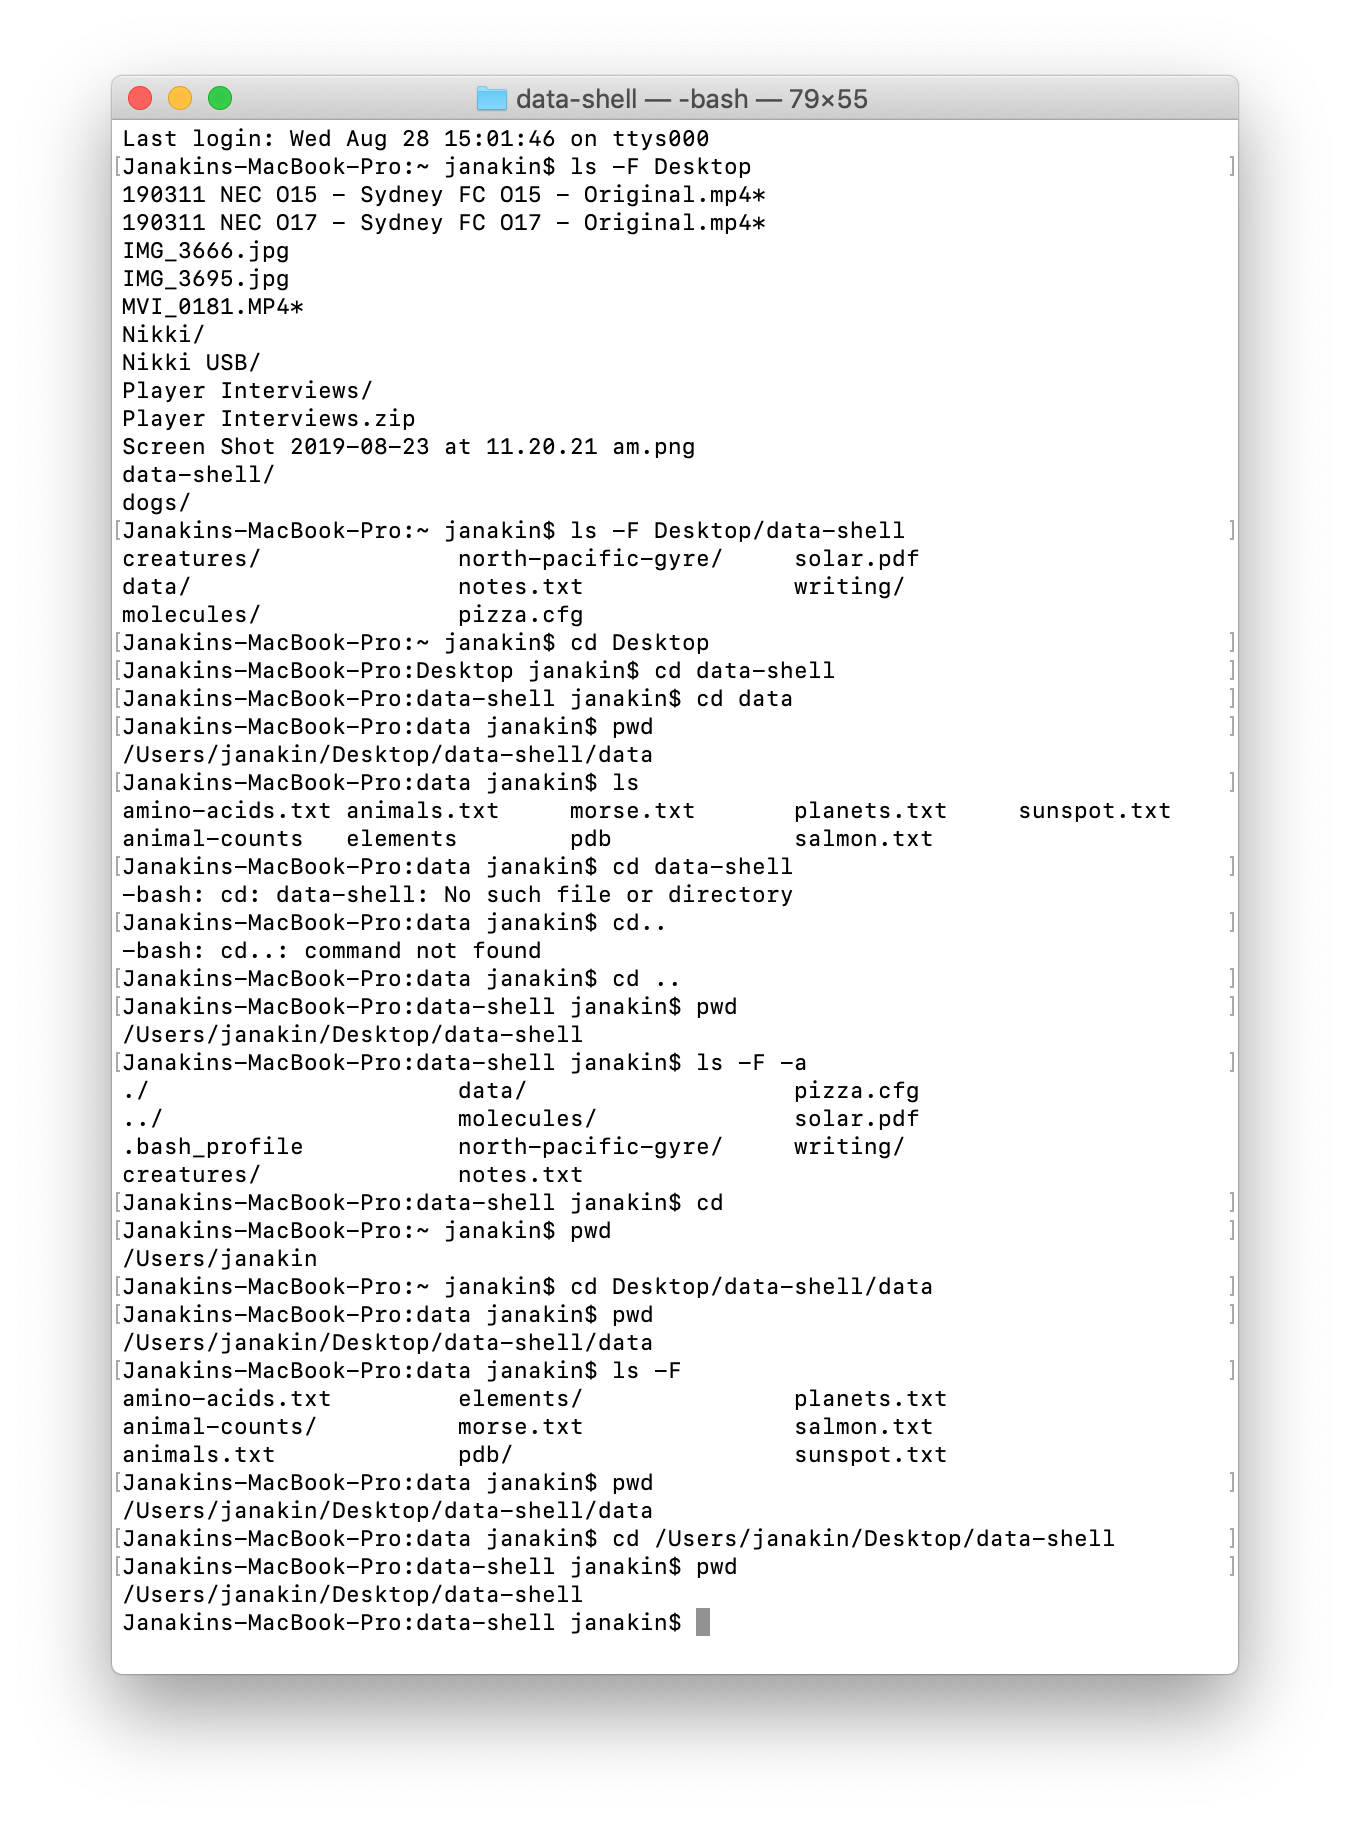 data-shell — -bash — 79×55
Last login: Wed Aug 28 15:01:46 on ttys000
[Janakins-MacBook-Pro:~ janakin$ ls -F Desktop ]
190311 NEC O15 - Sydney FC O15 - Original.mp4*
190311 NEC O17 - Sydney FC O17 - Original.mp4*
IMG_3666.jpg
IMG_3695.jpg
MVI_0181.MP4*
Nikki/
Nikki USB/
Player Interviews/
Player Interviews.zip
Screen Shot 2019-08-23 at 11.20.21 am.png
data-shell/
dogs/
[Janakins-MacBook-Pro:~ janakin$ ls -F Desktop/data-shell ]
creatures/ north-pacific-gyre/ solar.pdf
data/ notes.txt writing/
molecules/ pizza.cfg
[Janakins-MacBook-Pro:~ janakin$ cd Desktop ]
[Janakins-MacBook-Pro:Desktop janakin$ cd data-shell ]
[Janakins-MacBook-Pro:data-shell janakin$ cd data ]
[Janakins-MacBook-Pro:data janakin$ pwd ]
/Users/janakin/Desktop/data-shell/data
[Janakins-MacBook-Pro:data janakin$ ls ]
amino-acids.txt animals.txt morse.txt planets.txt sunspot.txt
animal-counts elements pdb salmon.txt
[Janakins-MacBook-Pro:data janakin$ cd data-shell ]
-bash: cd: data-shell: No such file or directory
[Janakins-MacBook-Pro:data janakin$ cd.. ]
-bash: cd..: command not found
[Janakins-MacBook-Pro:data janakin$ cd .. ]
[Janakins-MacBook-Pro:data-shell janakin$ pwd ]
/Users/janakin/Desktop/data-shell
[Janakins-MacBook-Pro:data-shell janakin$ ls -F -a ]
./ data/ pizza.cfg
../ molecules/ solar.pdf
.bash_profile north-pacific-gyre/ writing/
creatures/ notes.txt
[Janakins-MacBook-Pro:data-shell janakin$ cd ]
[Janakins-MacBook-Pro:~ janakin$ pwd ]
/Users/janakin
[Janakins-MacBook-Pro:~ janakin$ cd Desktop/data-shell/data ]
[Janakins-MacBook-Pro:data janakin$ pwd ]
/Users/janakin/Desktop/data-shell/data
[Janakins-MacBook-Pro:data janakin$ ls -F ]
amino-acids.txt elements/ planets.txt
animal-counts/ morse.txt salmon.txt
animals.txt pdb/ sunspot.txt
[Janakins-MacBook-Pro:data janakin$ pwd ]
/Users/janakin/Desktop/data-shell/data
[Janakins-MacBook-Pro:data janakin$ cd /Users/janakin/Desktop/data-shell ]
[Janakins-MacBook-Pro:data-shell janakin$ pwd ]
/Users/janakin/Desktop/data-shell
Janakins-MacBook-Pro:data-shell janakin$